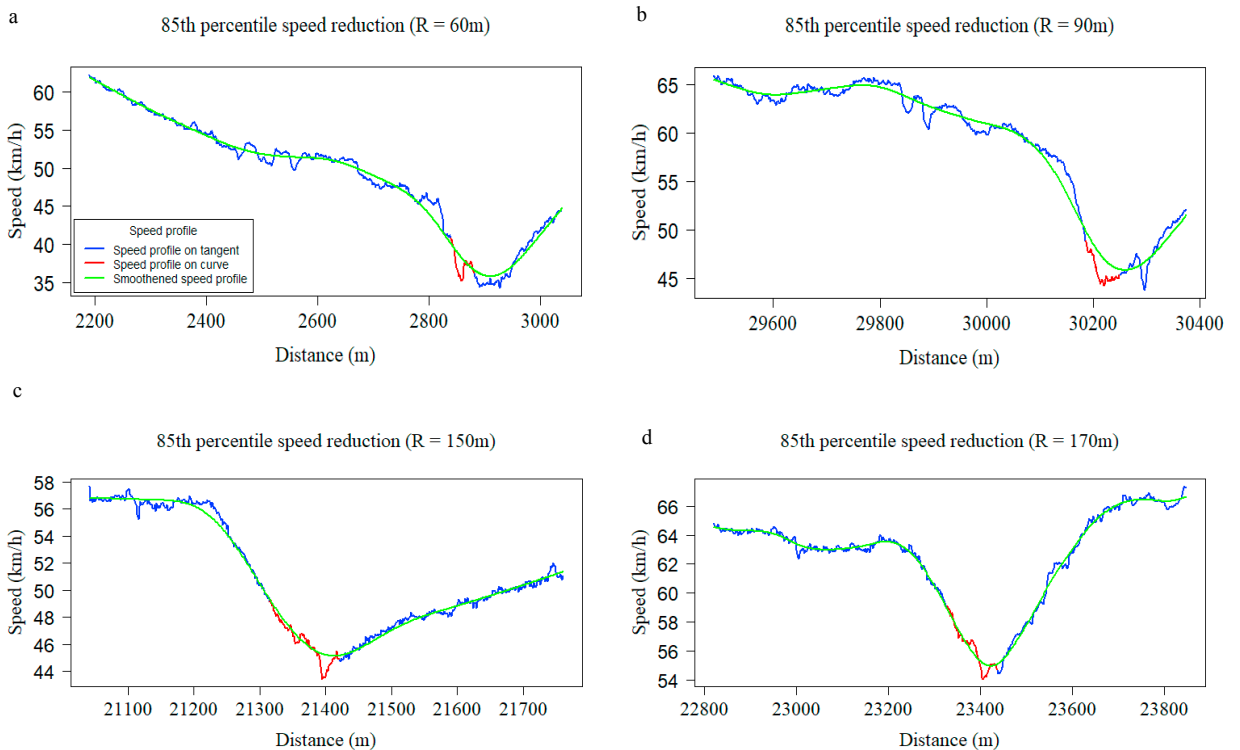 a
85th percentile speed reduction (R = 60m)
Speed (km/h)
60
55
50
45
40
35
Speed profile
Speed profile on tangent
Speed profile on curve
Smoothened speed profile
2200 2400 2600 2800 3000
Distance (m)
b
85th percentile speed reduction (R = 90m)
Speed (km/h)
65
60
55
50
45
29600 29800 30000 30200 30400
Distance (m)
c
85th percentile speed reduction (R = 150m)
Speed (km/h)
58
56
54
52
50
48
46
44
21100 21200 21300 21400 21500 21600 21700
Distance (m)
d
85th percentile speed reduction (R = 170m)
Speed (km/h)
66
64
62
60
58
56
54
22800 23000 23200 23400 23600 23800
Distance (m)